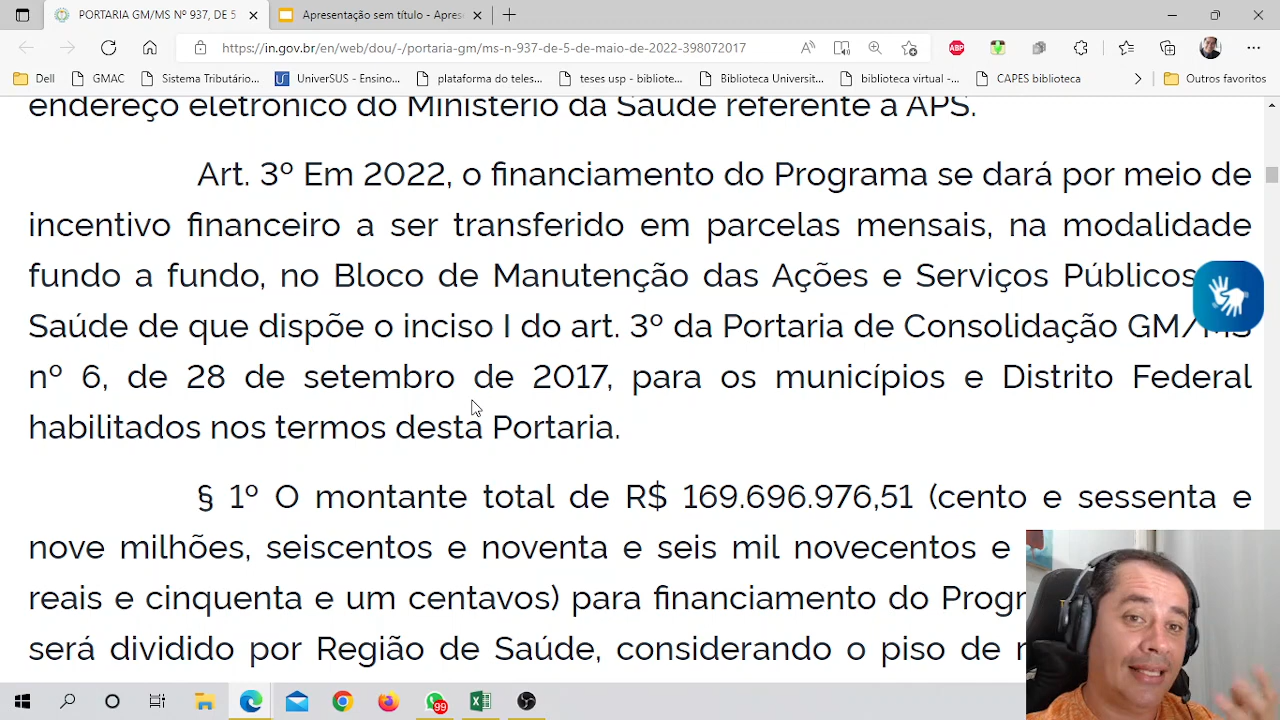 PORTARIA GM/MS Nº 937, DE 5
Apresentação sem título - Aprese
https://in.gov.br/en/web/dou/-/portaria-gm/ms-n-937-de-5-de-maio-de-2022-398072017
ABP
Dell
GMAC
Sistema Tributário...
UniverSUS - Ensino...
plataforma do teles...
teses usp - bibliote...
Biblioteca Universit...
biblioteca virtual -...
CAPES biblioteca
Outros favoritos
endereço eletrônico do Ministério da Saúde referente a APS.
Art. 3º Em 2022, o financiamento do Programa se dará por meio de
incentivo financeiro a ser transferido em parcelas mensais, na modalidade
fundo a fundo, no Bloco de Manutenção das Ações e Serviços Públicos
Saúde de que dispõe o inciso I do art. 3º da Portaria de Consolidação GM/MS
nº 6, de 28 de setembro de 2017, para os municípios e Distrito Federal
habilitados nos termos desta Portaria.
§ 1º O montante total de R$ 169.696.976,51 (cento e sessenta e
nove milhões, seiscentos e noventa e seis mil novecentos e
reais e cinquenta e um centavos) para financiamento do Progr
será dividido por Região de Saúde, considerando o piso de
99